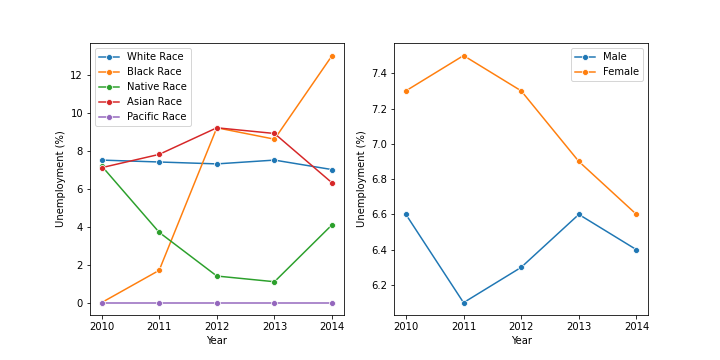 White Race
Black Race
Native Race
Asian Race
Pacific Race
12
10
8
6
4
2
0
Unemployment (%)
2010 2011 2012 2013 2014
Year
Male
Female
7.4
7.2
7.0
6.8
6.6
6.4
6.2
Unemployment (%)
2010 2011 2012 2013 2014
Year